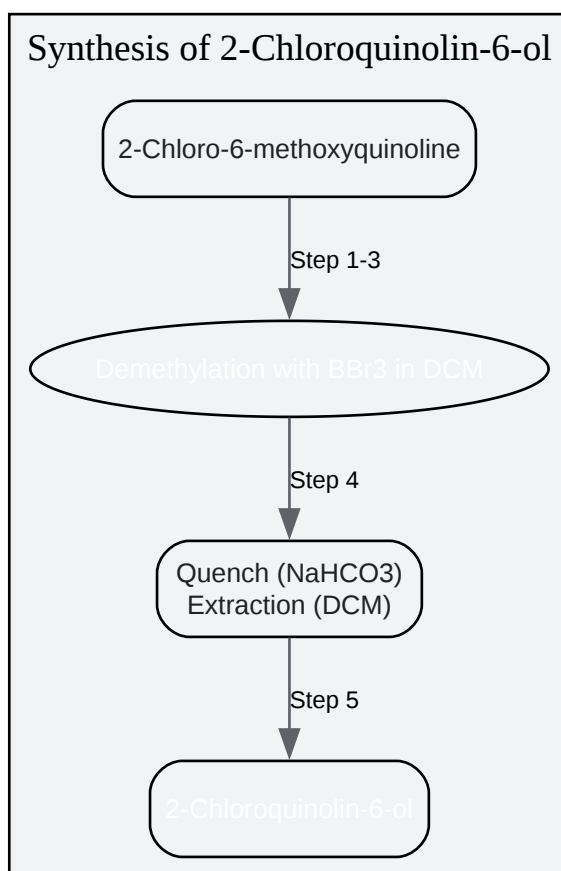 Synthesis of 2-Chloroquinolin-6-ol
2-Chloro-6-methoxyquinoline
Step 1-3
Demethylation with BBr3 in DCM
Step 4
Quench (NaHCO3)
Extraction (DCM)
Step 5
2-Chloroquinolin-6-ol